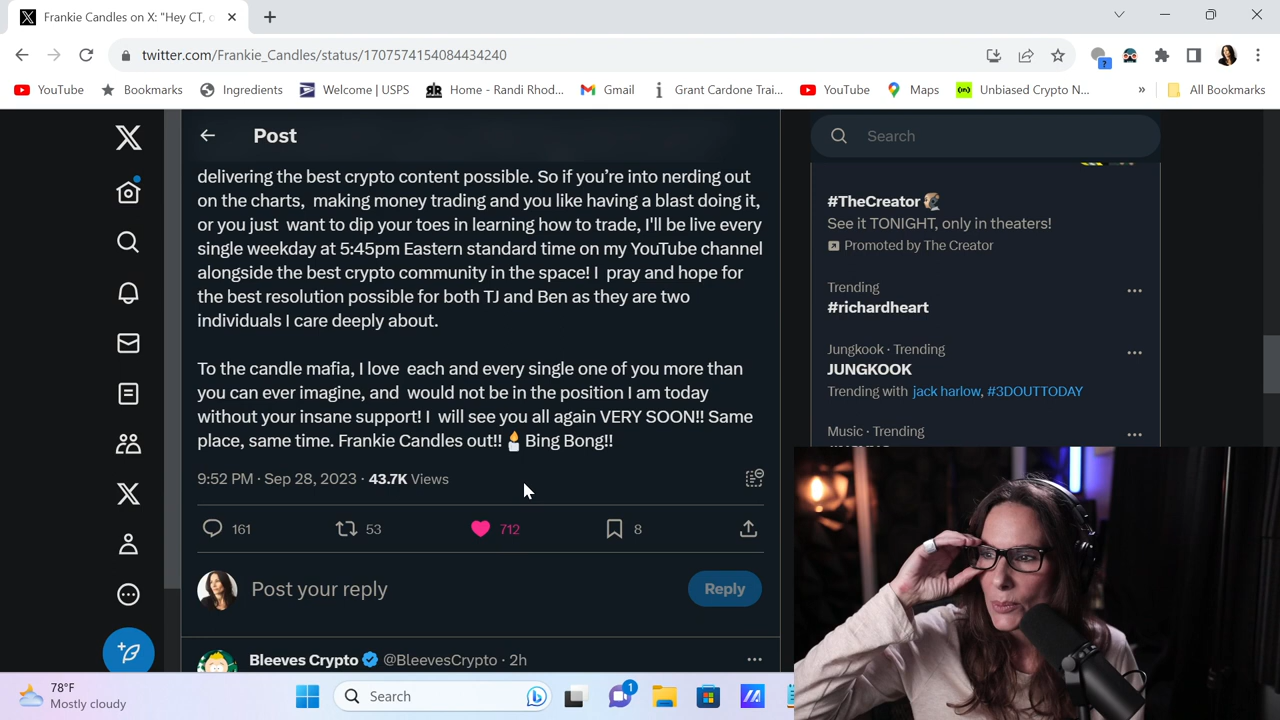 Frankie Candles on X: "Hey CT,
twitter.com/Frankie_Candles/status/1707574154084434240
YouTube
Bookmarks
Ingredients
Welcome | USPS
Home - Randi Rhod...
Gmail
Grant Cardone Trai...
YouTube
Maps
Unbiased Crypto N...
»
All Bookmarks
Post
delivering the best crypto content possible. So if you’re into nerding out
on the charts, making money trading and you like having a blast doing it,
or you just want to dip your toes in learning how to trade, I'll be live every
single weekday at 5:45pm Eastern standard time on my YouTube channel
alongside the best crypto community in the space! I pray and hope for
the best resolution possible for both TJ and Ben as they are two
individuals I care deeply about.
To the candle mafia, I love each and every single one of you more than
you can ever imagine, and would not be in the position I am today
without your insane support! I will see you all again VERY SOON!! Same
place, same time. Frankie Candles out!! 🕯️ Bing Bong!!
9:52 PM · Sep 28, 2023 · 43.7K Views
161 53 712 8
Post your reply
Reply
Bleeves Crypto @BleevesCrypto · 2h
Search
#TheCreator
See it TONIGHT, only in theaters!
Promoted by The Creator
Trending
#richardheart
Jungkook · Trending
JUNGKOOK
Trending with jack harlow, #3DOUTTODAY
Music · Trending
78°F
Mostly cloudy
Search
1